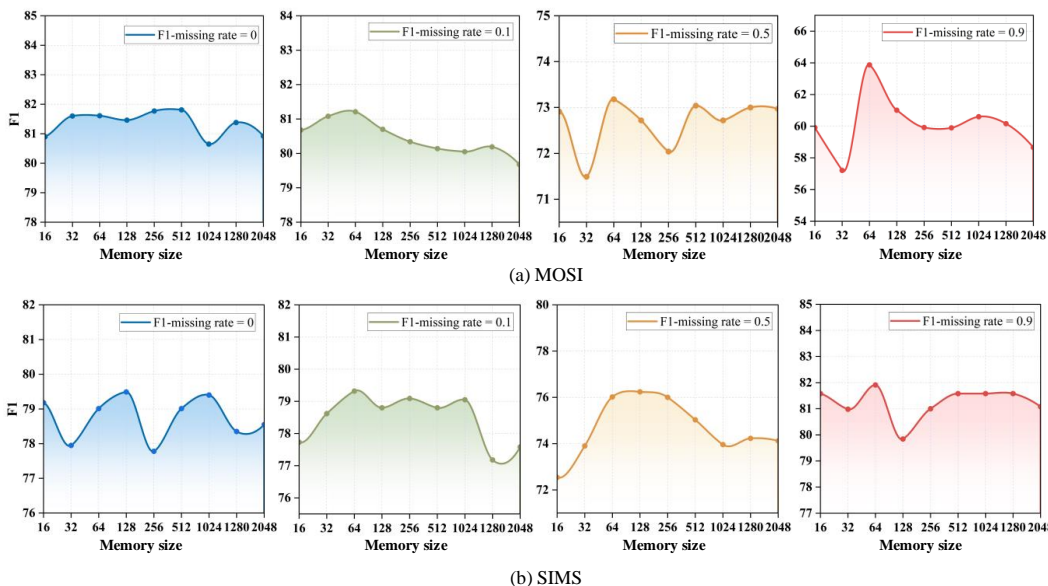 F1
85
84
83
82
81
80
79
78
F1-missing rate = 0
16 32 64 128 256 512 1024 1280 2048
Memory size
84
83
82
81
80
79
78
F1-missing rate = 0.1
16 32 64 128 256 512 1024 1280 2048
Memory size
75
74
73
72
71
F1-missing rate = 0.5
16 32 64 128 256 512 1024 1280 2048
Memory size
66
64
62
60
58
56
54
F1-missing rate = 0.9
16 32 64 128 256 512 1024 1280 2048
Memory size
(a) MOSI
F1
82
81
80
79
78
77
76
F1-missing rate = 0
16 32 64 128 256 512 1024 1280 2048
Memory size
82
81
80
79
78
77
76
F1-missing rate = 0.1
16 32 64 128 256 512 1024 1280 2048
Memory size
80
78
76
74
72
F1-missing rate = 0.5
16 32 64 128 256 512 1024 1280 2048
Memory size
85
84
83
82
81
80
79
78
77
F1-missing rate = 0.9
16 32 64 128 256 512 1024 1280 2048
Memory size
(b) SIMS